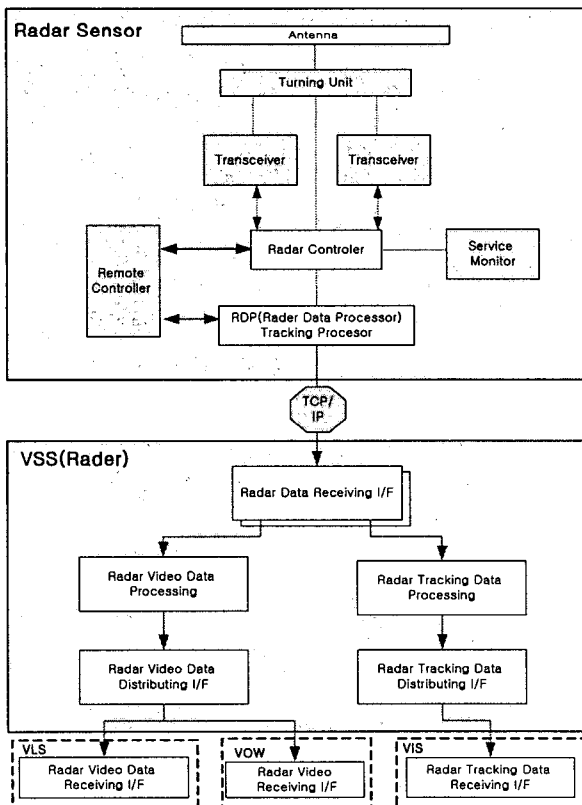 Radar Sensor
Antenna
Turning Unit
Transceiver
Transceiver
Radar Controler
Service
Monitor
Remote
Controller
RDP(Rader Data Processor)
Tracking Procesor
TCP/
IP
VSS(Rader)
Radar Data Receiving I/F
Radar Video Data
Processing
Radar Tracking Data
Processing
Radar Video Data
Distributing I/F
Radar Tracking Data
Distributing I/F
VLS
Radar Video Data
Receiving I/F
VOW
Radar Video
Receiving I/F
VIS
Radar Tracking Data
Receiving I/F